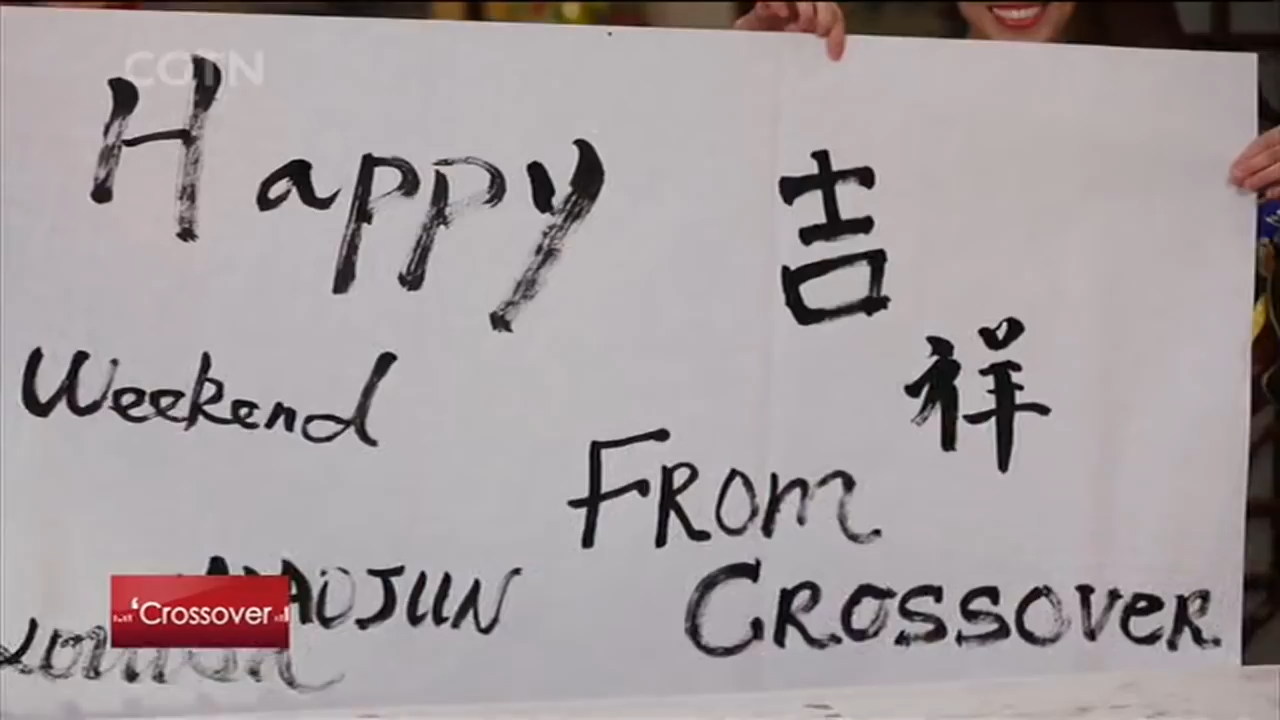 CGTN
Happy
吉
祥
Weekend
From
Crossover
'Crossover